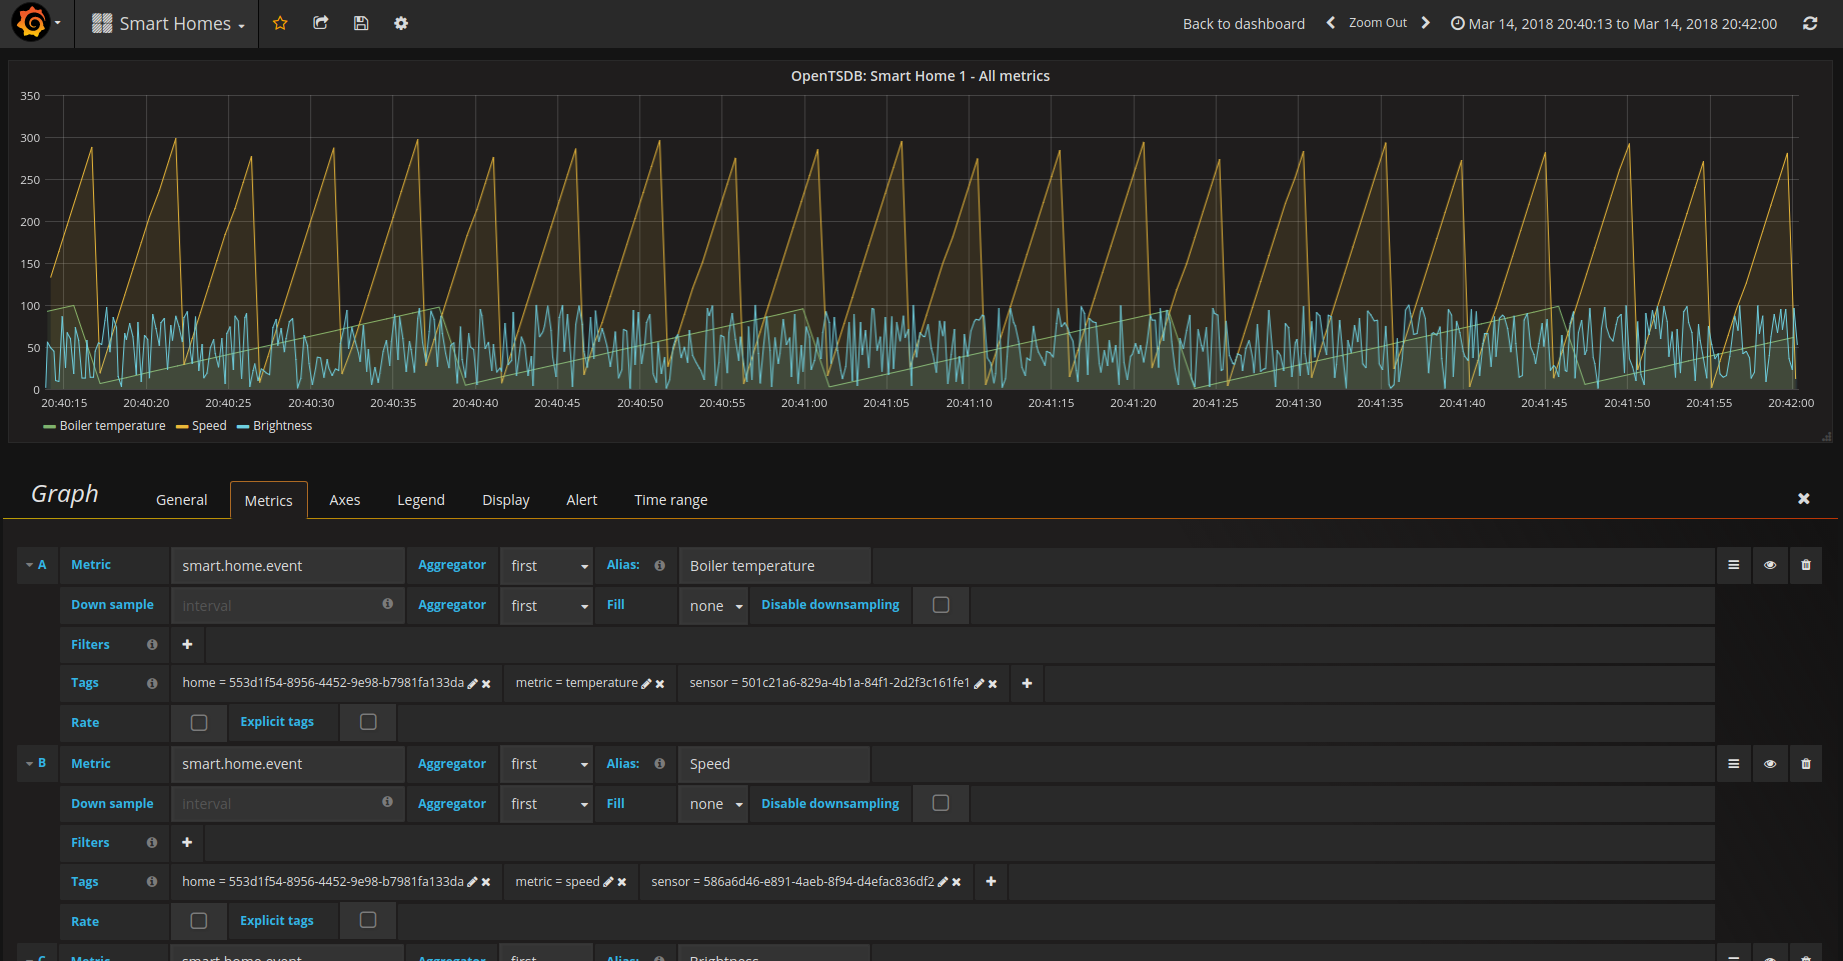 Smart Homes
Back to dashboard Zoom Out Mar 14, 2018 20:40:13 to Mar 14, 2018 20:42:00
OpenTSDB: Smart Home 1 - All metrics
350
300
250
200
150
100
50
0
20:40:15 20:40:20 20:40:25 20:40:30 20:40:35 20:40:40 20:40:45 20:40:50 20:40:55 20:41:00 20:41:05 20:41:10 20:41:15 20:41:20 20:41:25 20:41:30 20:41:35 20:41:40 20:41:45 20:41:50 20:41:55 20:42:00
Boiler temperature Speed Brightness
Graph General Metrics Axes Legend Display Alert Time range
A Metric smart.home.event Aggregator first Alias: Boiler temperature
Down sample interval Aggregator first Fill none Disable downsampling
Filters
Tags home = 553d1f54-8956-4452-9e98-b7981fa133da metric = temperature sensor = 501c21a6-829a-4b1a-84f1-2d2f3c161fe1
Rate Explicit tags
B Metric smart.home.event Aggregator first Alias: Speed
Down sample interval Aggregator first Fill none Disable downsampling
Filters
Tags home = 553d1f54-8956-4452-9e98-b7981fa133da metric = speed sensor = 586a6d46-e891-4aeb-8f94-d4efac836df2
Rate Explicit tags
C Metric smart.home.event Aggregator first Alias: Brightness